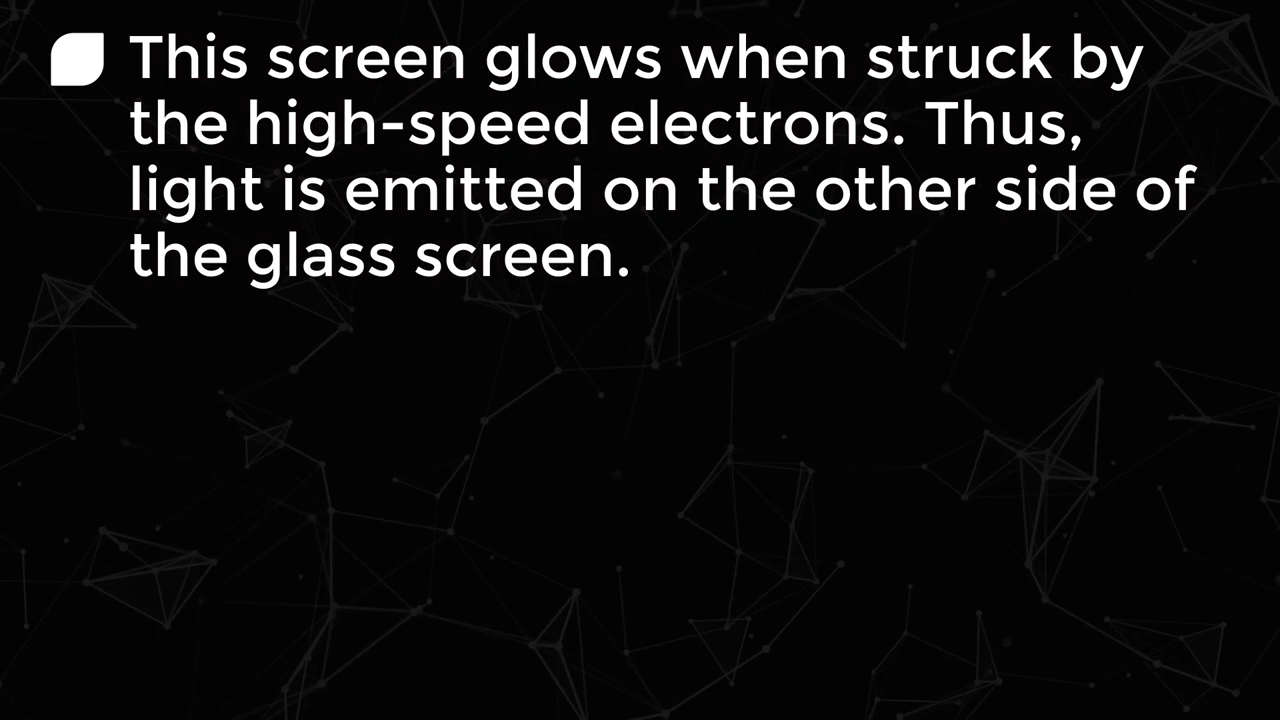 This screen glows when struck by
the high-speed electrons. Thus,
light is emitted on the other side of
the glass screen.